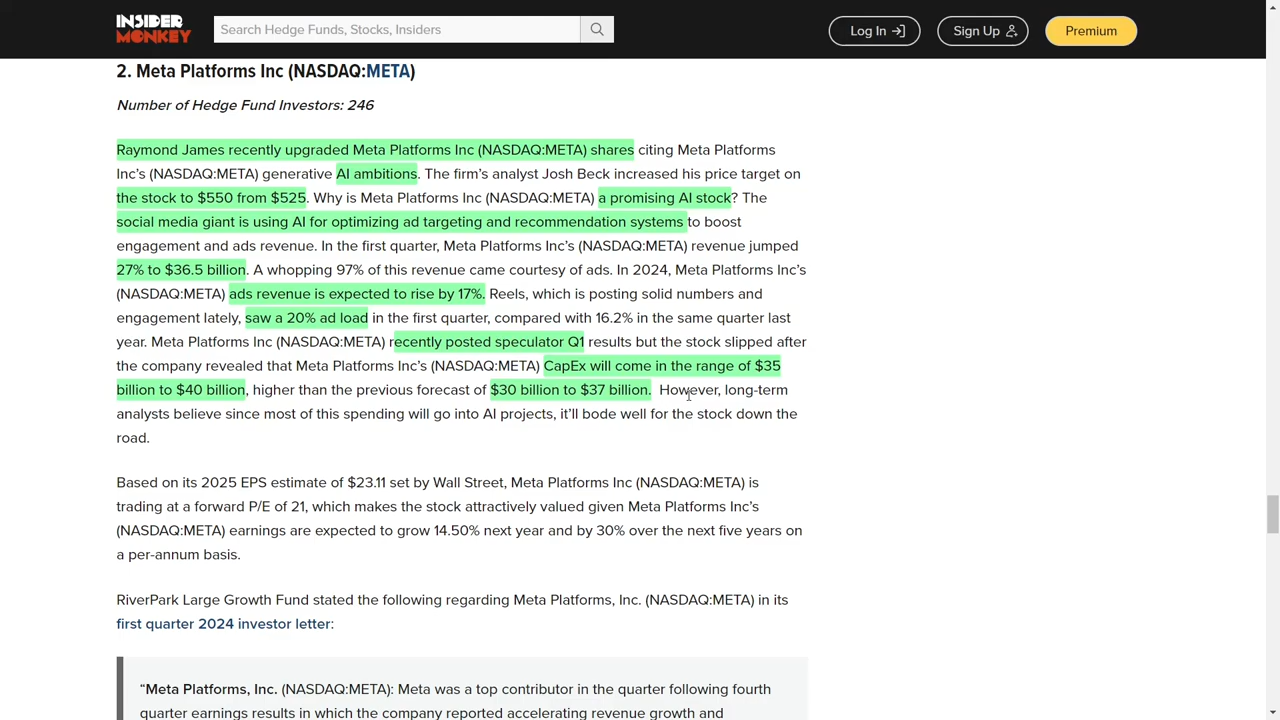 INSIDER
MONKEY
Search Hedge Funds, Stocks, Insiders
Log In
Sign Up
Premium
2. Meta Platforms Inc (NASDAQ:META)
Number of Hedge Fund Investors: 246
Raymond James recently upgraded Meta Platforms Inc (NASDAQ:META) shares citing Meta Platforms
Inc's (NASDAQ:META) generative AI ambitions. The firm's analyst Josh Beck increased his price target on
the stock to $550 from $525. Why is Meta Platforms Inc (NASDAQ:META) a promising AI stock? The
social media giant is using AI for optimizing ad targeting and recommendation systems to boost
engagement and ads revenue. In the first quarter, Meta Platforms Inc's (NASDAQ:META) revenue jumped
27% to $36.5 billion. A whopping 97% of this revenue came courtesy of ads. In 2024, Meta Platforms Inc's
(NASDAQ:META) ads revenue is expected to rise by 17%. Reels, which is posting solid numbers and
engagement lately, saw a 20% ad load in the first quarter, compared with 16.2% in the same quarter last
year. Meta Platforms Inc (NASDAQ:META) recently posted speculator Q1 results but the stock slipped after
the company revealed that Meta Platforms Inc's (NASDAQ:META) CapEx will come in the range of $35
billion to $40 billion, higher than the previous forecast of $30 billion to $37 billion. However, long-term
analysts believe since most of this spending will go into AI projects, it'll bode well for the stock down the
road.
Based on its 2025 EPS estimate of $23.11 set by Wall Street, Meta Platforms Inc (NASDAQ:META) is
trading at a forward P/E of 21, which makes the stock attractively valued given Meta Platforms Inc's
(NASDAQ:META) earnings are expected to grow 14.50% next year and by 30% over the next five years on
a per-annum basis.
RiverPark Large Growth Fund stated the following regarding Meta Platforms, Inc. (NASDAQ:META) in its
first quarter 2024 investor letter:
"Meta Platforms, Inc. (NASDAQ:META): Meta was a top contributor in the quarter following fourth
quarter earnings results in which the company reported accelerating revenue growth and